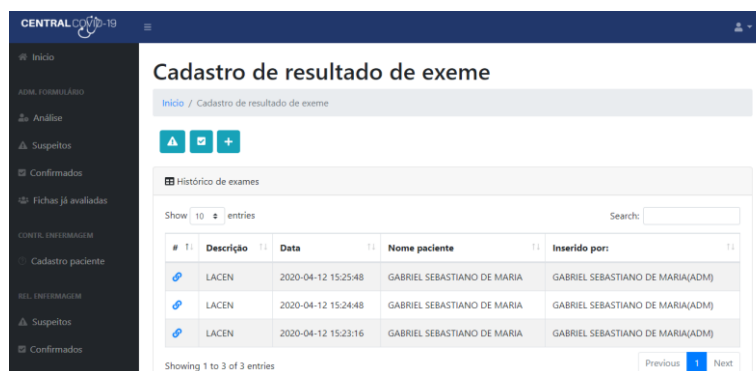 CENTRAL COVID-19
Início
Cadastro de resultado de exeme
ADM. FORMULÁRIO
Início / Cadastro de resultado de exeme
Análise
Suspeitos
Confirmados
Histórico de exames
Fichas já avaliadas
Show 10 entries Search:
CONTR. ENFERMAGEM
# Descrição Data Nome paciente Inserido por:
Cadastro paciente
LACEN 2020-04-12 15:25:48 GABRIEL SEBASTIANO DE MARIA GABRIEL SEBASTIANO DE MARIA(ADM)
REL. ENFERMAGEM
LACEN 2020-04-12 15:24:48 GABRIEL SEBASTIANO DE MARIA GABRIEL SEBASTIANO DE MARIA(ADM)
Suspeitos
LACEN 2020-04-12 15:23:16 GABRIEL SEBASTIANO DE MARIA GABRIEL SEBASTIANO DE MARIA(ADM)
Confirmados
Showing 1 to 3 of 3 entries Previous 1 Next